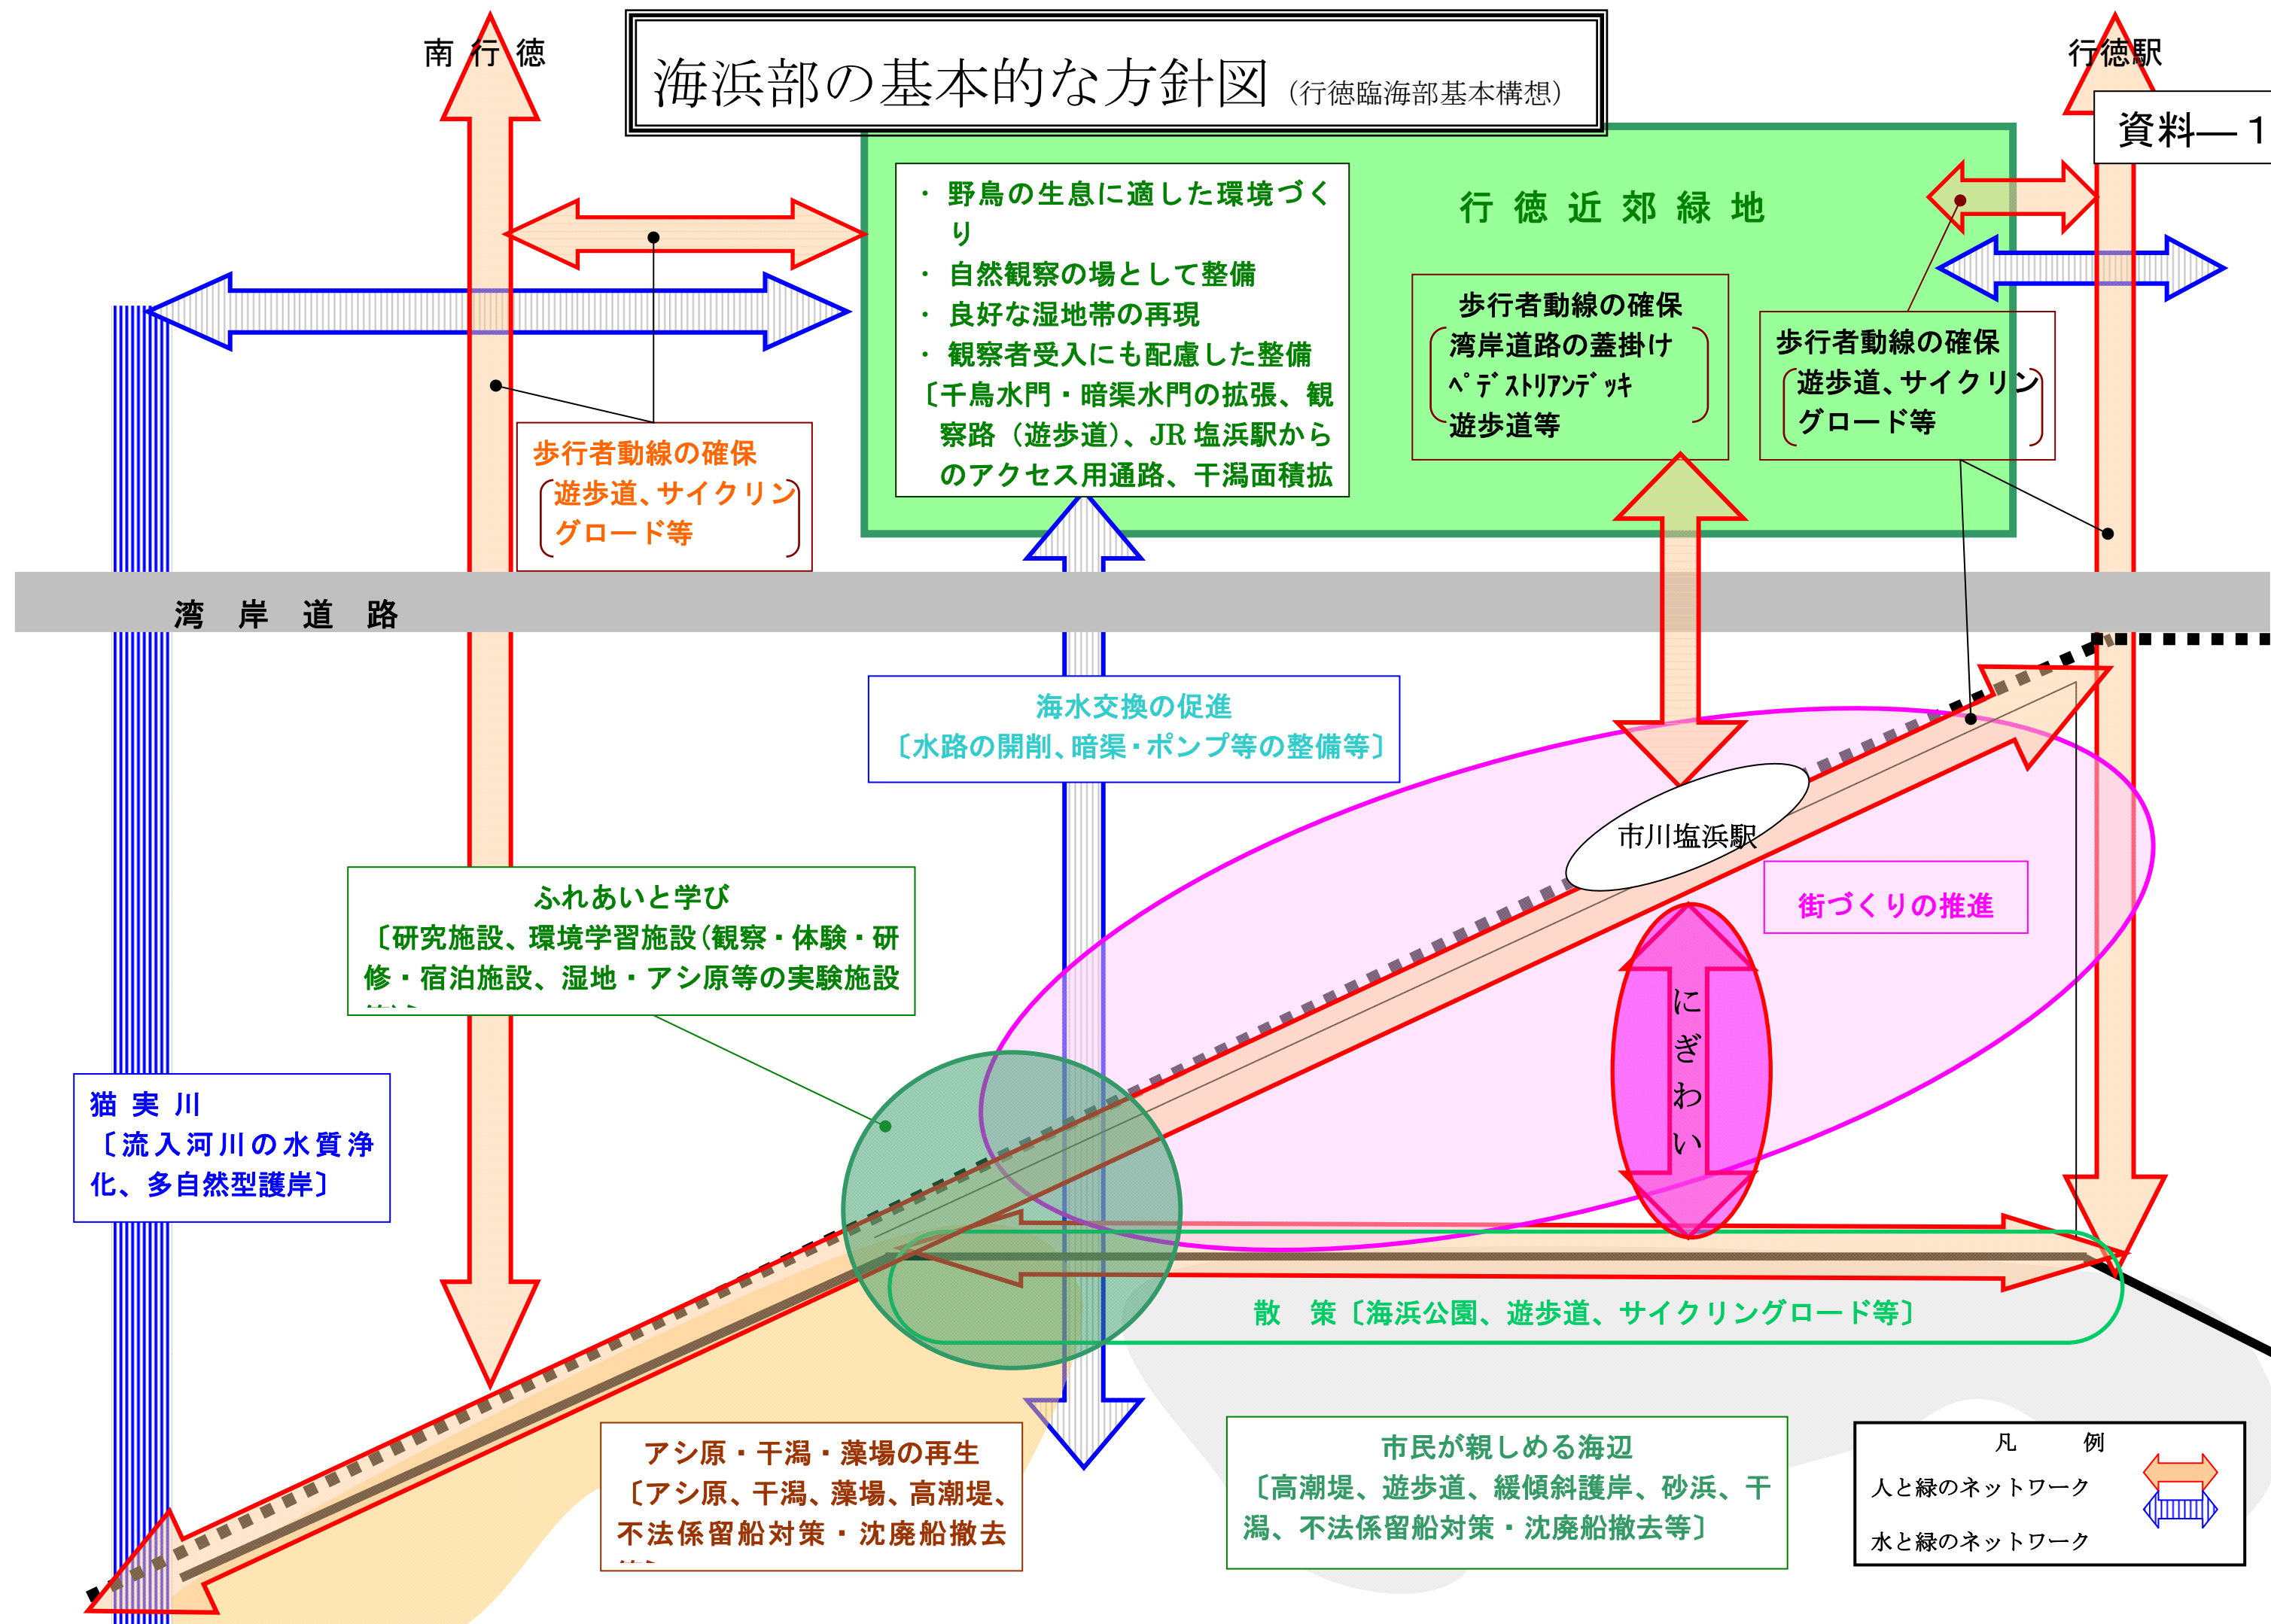 南 行 徳
海浜部の基本的な方針図（行徳臨海部基本構想）
行徳駅
資料―１
・ 野鳥の生息に適した環境づく
り
・ 自然観察の場として整備
・ 良好な湿地帯の再現
・ 観察者受入にも配慮した整備
〔千鳥水門・暗渠水門の拡張、観
察路（遊歩道）、JR 塩浜駅から
のアクセス用通路、干潟面積拡
行 徳 近 郊 緑 地
歩行者動線の確保
湾岸道路の蓋掛け
ﾍﾟﾃﾞｽﾄﾘｱﾝﾃﾞｯｷ
遊歩道等
歩行者動線の確保
遊歩道、サイクリン
グロード等
歩行者動線の確保
遊歩道、サイクリン
グロード等
湾 岸 道 路
海水交換の促進
〔水路の開削、暗渠・ポンプ等の整備等〕
市川塩浜駅
街づくりの推進
ふれあいと学び
〔研究施設、環境学習施設（観察・体験・研
修・宿泊施設、湿地・アシ原等の実験施設
にぎわい
猫 実 川
〔流入河川の水質浄
化、多自然型護岸〕
散　策〔海浜公園、遊歩道、サイクリングロード等〕
アシ原・干潟・藻場の再生
〔アシ原、干潟、藻場、高潮堤、
不法係留船対策・沈廃船撤去
市民が親しめる海辺
〔高潮堤、遊歩道、緩傾斜護岸、砂浜、干
潟、不法係留船対策・沈廃船撤去等〕
凡　例
人と緑のネットワーク
水と緑のネットワーク